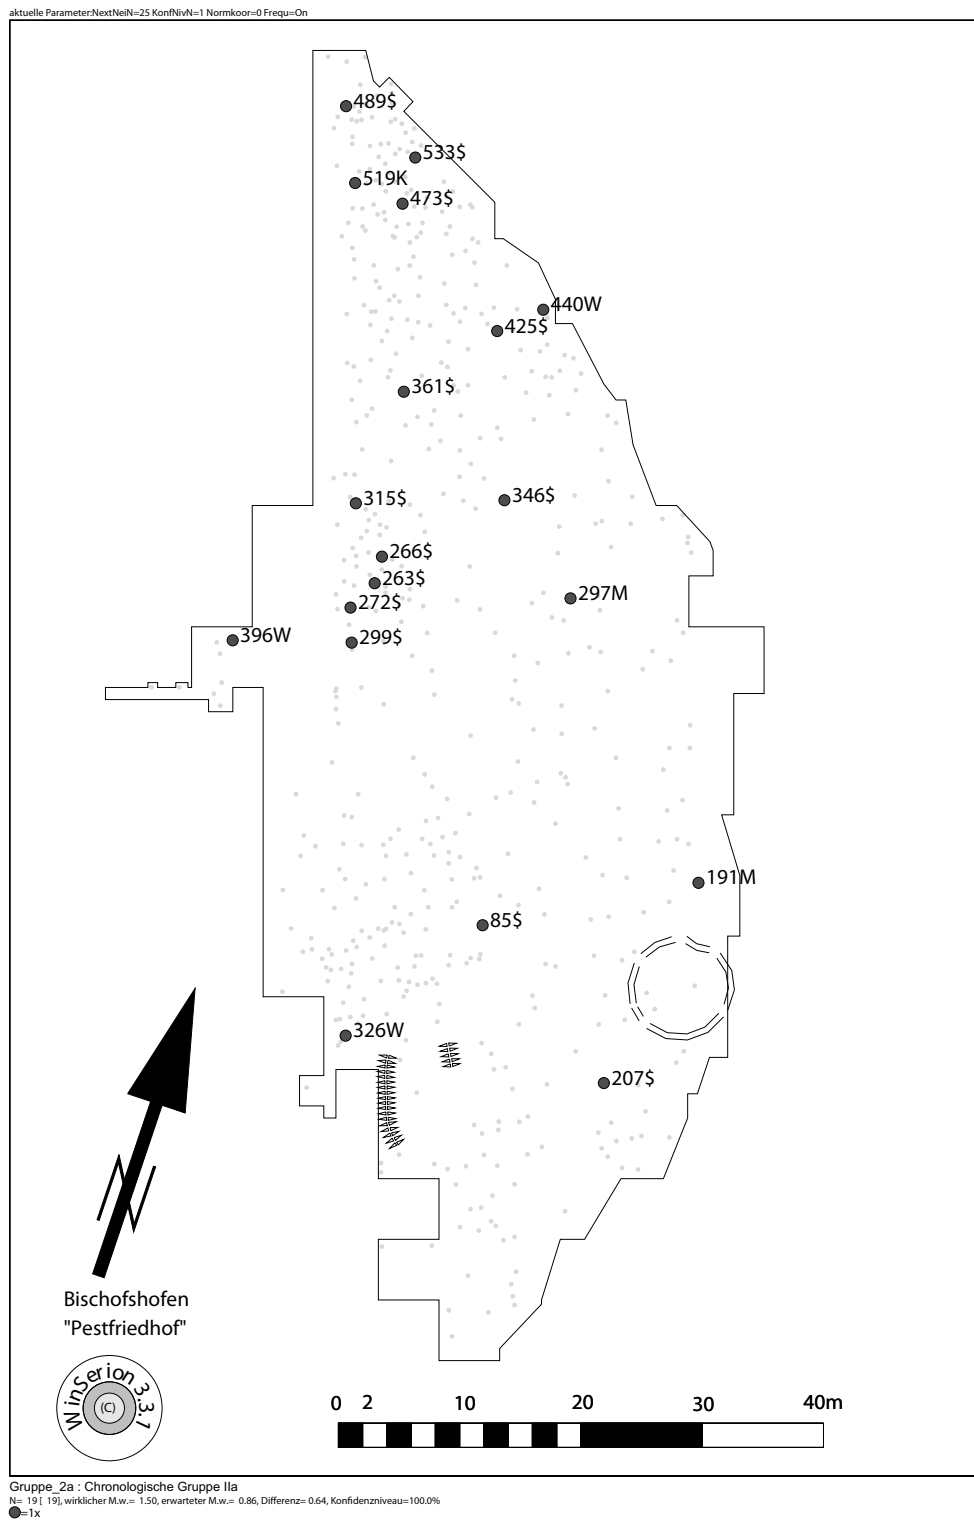 aktuelle Parameter:NextNeiN=25 KonfNivN=1 Normkoor=0 Frequ=On
489$
533$
519K
473$
440W
425$
361$
315$
346$
266$
263$
297M
272$
396W
299$
191M
85$
326W
207$
Bischofshofen
"Pestfriedhof"
WinSerion 3.3.1
(C)
0 2 10 20 30 40m
Gruppe_2a : Chronologische Gruppe IIa
N= 19 [ 19], wirklicher M.w.= 1.50, erwarteter M.w.= 0.86, Differenz= 0.64, Konfidenzniveau=100.0%
=1x